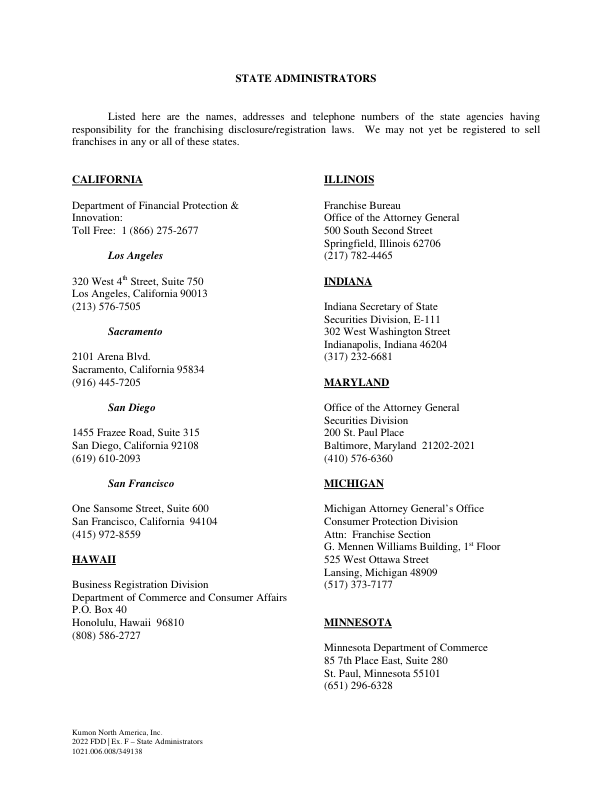 STATE ADMINISTRATORS
Listed here are the names, addresses and telephone numbers of the state agencies having
responsibility for the franchising disclosure/registration laws. We may not yet be registered to sell
franchises in any or all of these states.
CALIFORNIA
Department of Financial Protection &
Innovation:
Toll Free: 1 (866) 275-2677
Los Angeles
320 West 4th Street, Suite 750
Los Angeles, California 90013
(213) 576-7505
Sacramento
2101 Arena Blvd.
Sacramento, California 95834
(916) 445-7205
San Diego
1455 Frazee Road, Suite 315
San Diego, California 92108
(619) 610-2093
San Francisco
One Sansome Street, Suite 600
San Francisco, California 94104
(415) 972-8559
HAWAII
Business Registration Division
Department of Commerce and Consumer Affairs
P.O. Box 40
Honolulu, Hawaii 96810
(808) 586-2727
ILLINOIS
Franchise Bureau
Office of the Attorney General
500 South Second Street
Springfield, Illinois 62706
(217) 782-4465
INDIANA
Indiana Secretary of State
Securities Division, E-111
302 West Washington Street
Indianapolis, Indiana 46204
(317) 232-6681
MARYLAND
Office of the Attorney General
Securities Division
200 St. Paul Place
Baltimore, Maryland 21202-2021
(410) 576-6360
MICHIGAN
Michigan Attorney General's Office
Consumer Protection Division
Attn: Franchise Section
G. Mennen Williams Building, 1st Floor
525 West Ottawa Street
Lansing, Michigan 48909
(517) 373-7177
MINNESOTA
Minnesota Department of Commerce
85 7th Place East, Suite 280
St. Paul, Minnesota 55101
(651) 296-6328
Kumon North America, Inc.
2022 FDD | Ex. F – State Administrators
1021.006.008/349138